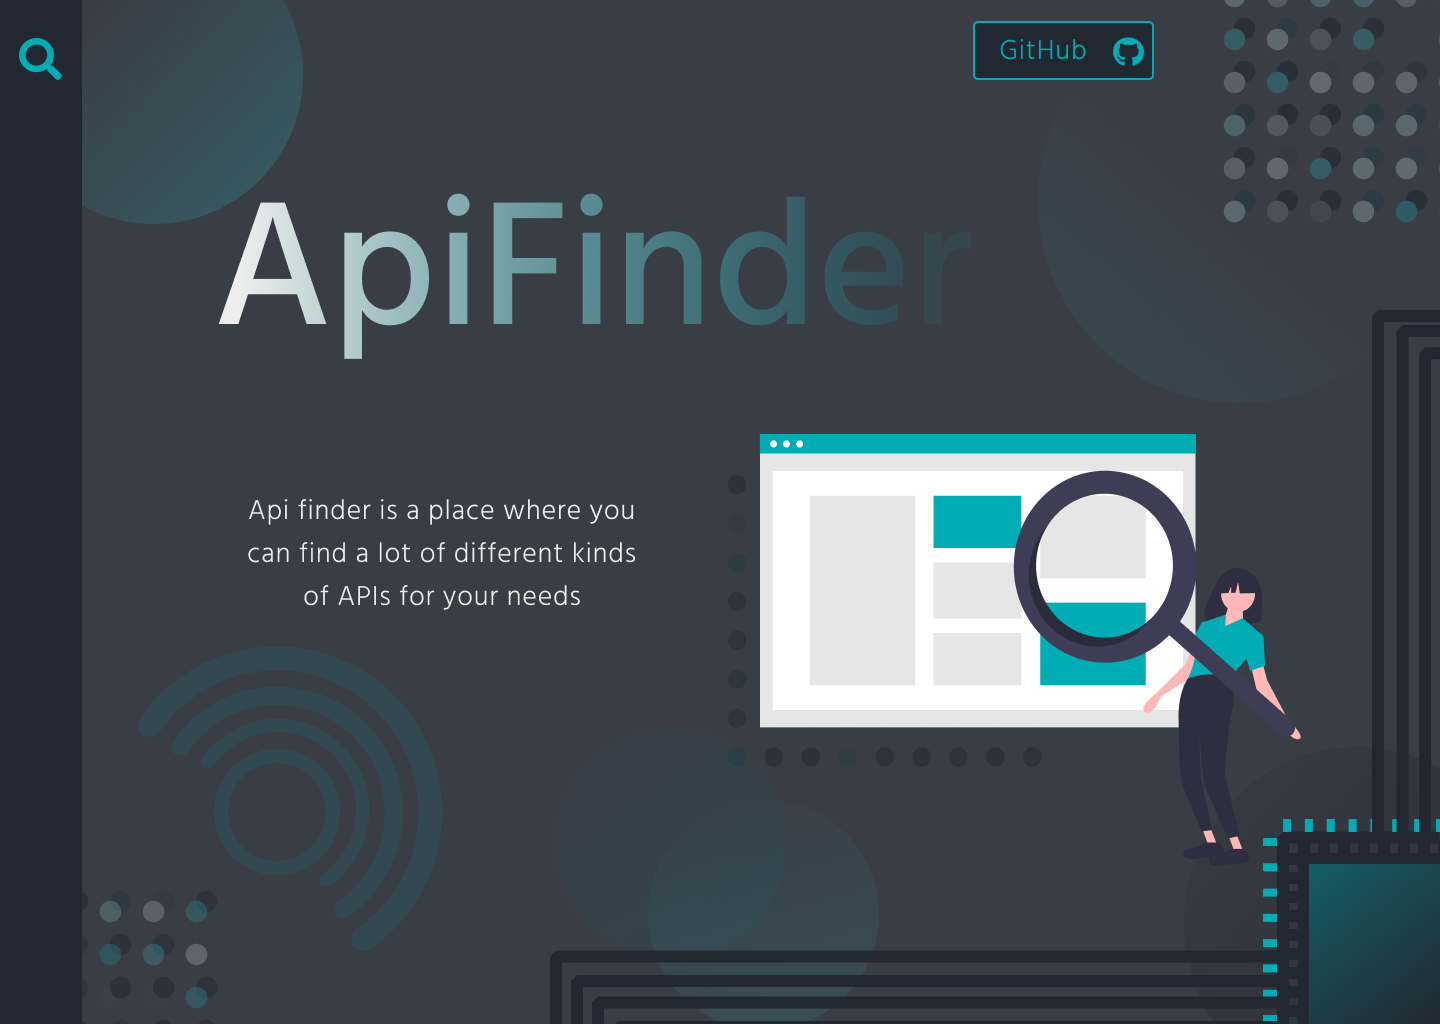 GitHub
ApiFinder
Api finder is a place where you
can find a lot of different kinds
of APIs for your needs